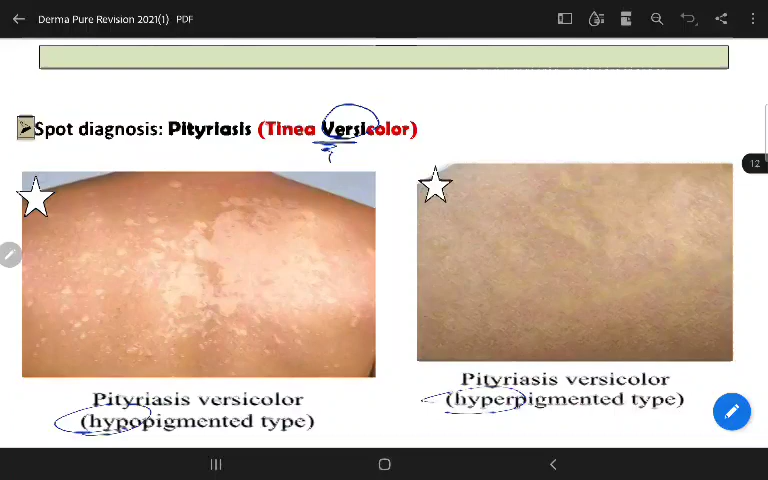 Derma Pure Revision 2021(1) PDF
Spot diagnosis: Pityriasis (Tinea Versicolor)
12
Pityriasis versicolor
(hypopigmented type)
Pityriasis versicolor
(hyperpigmented type)